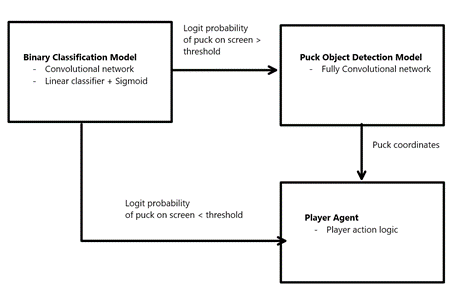 Logit probability
of puck on screen >
threshold
Binary Classification Model
- Convolutional network
- Linear classifier + Sigmoid
Puck Object Detection Model
- Fully Convolutional network
Puck coordinates
Logit probability
of puck on screen < threshold
Player Agent
- Player action logic